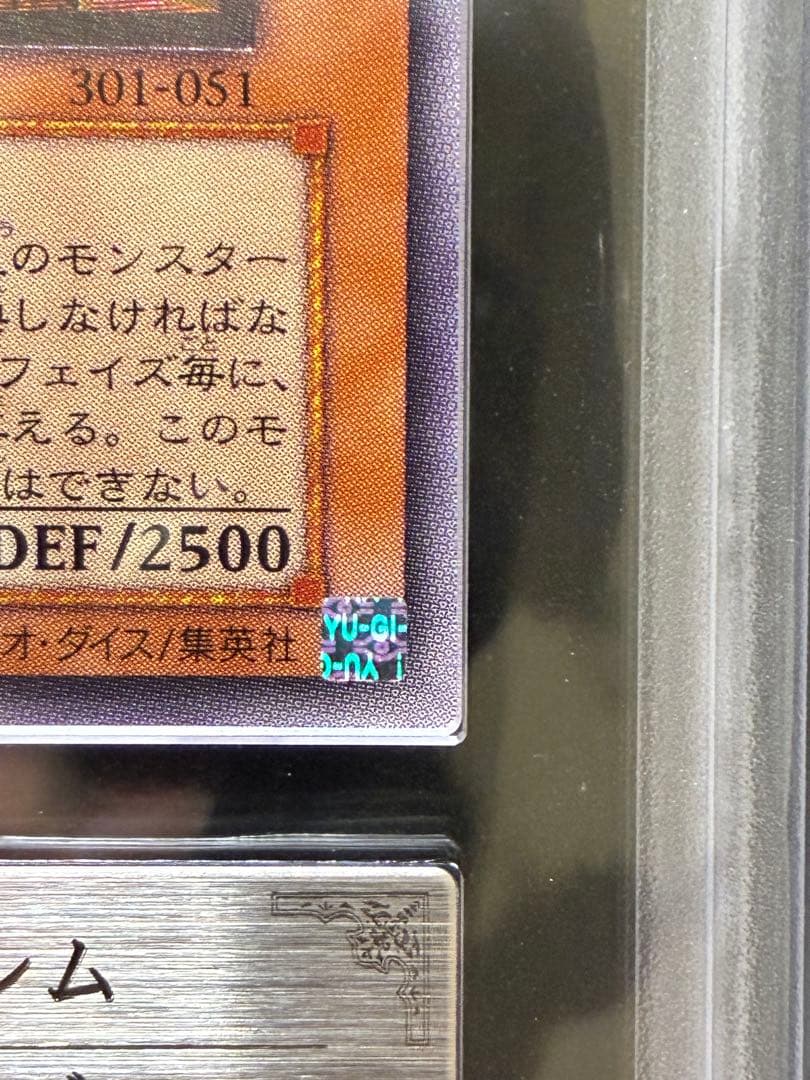 301-051
のモンスター
しなければな
フェイズ毎に、
ごと
える。このモ
はできない。
DEF/2500
オ・ダイス/集英社
YU-GI-
ム